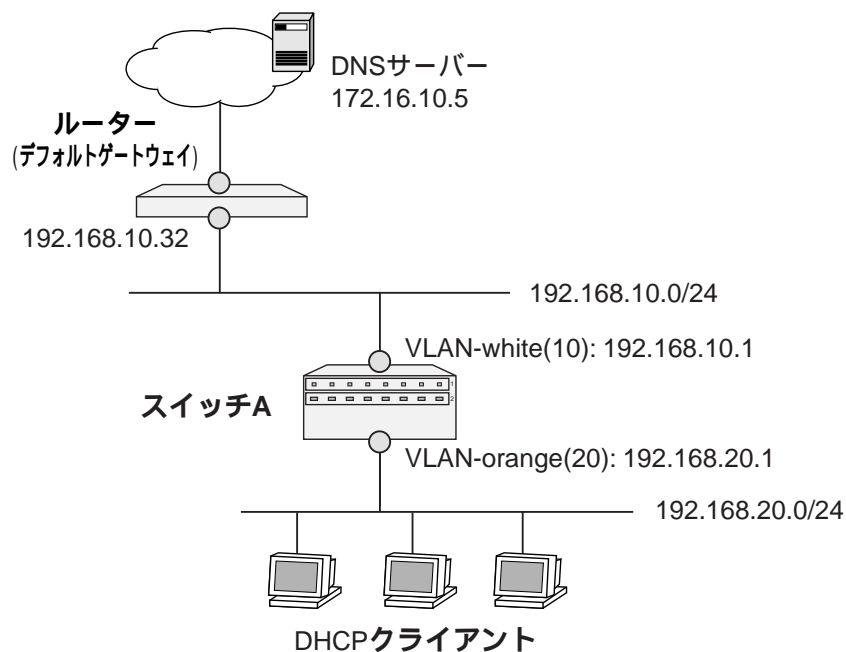 DNSサーバー
172.16.10.5
ルーター
(デフォルトゲートウェイ)
192.168.10.32
192.168.10.0/24
VLAN-white(10): 192.168.10.1
1
2
スイッチA
VLAN-orange(20): 192.168.20.1
192.168.20.0/24
DHCPクライアント